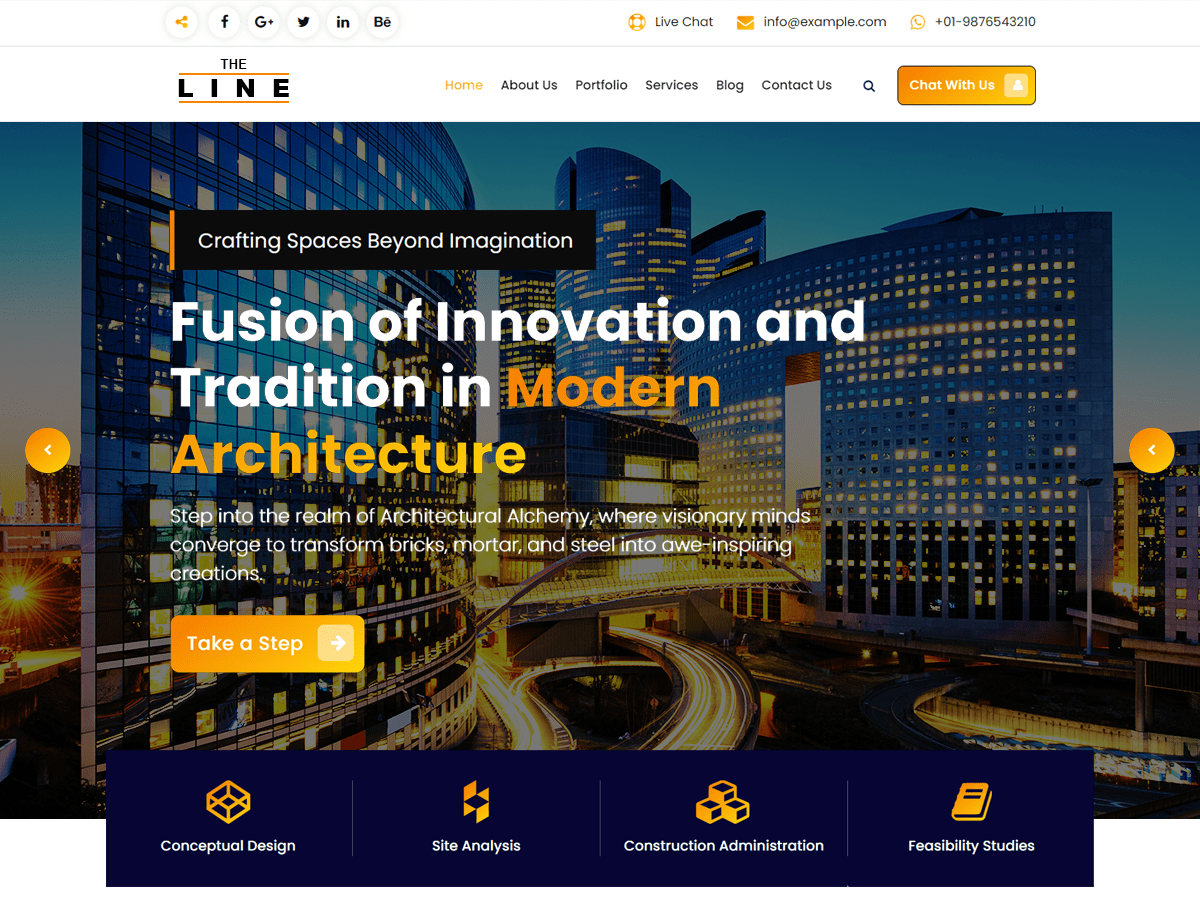 f G+ in Bē
Live Chat info@example.com +01-9876543210
THE
LINE
Home About Us Portfolio Services Blog Contact Us Chat With Us
Crafting Spaces Beyond Imagination
Fusion of Innovation and
Tradition in Modern
Architecture
Step into the realm of Architectural Alchemy, where visionary minds
converge to transform bricks, mortar, and steel into awe-inspiring
creations.
Take a Step
Conceptual Design Site Analysis Construction Administration Feasibility Studies